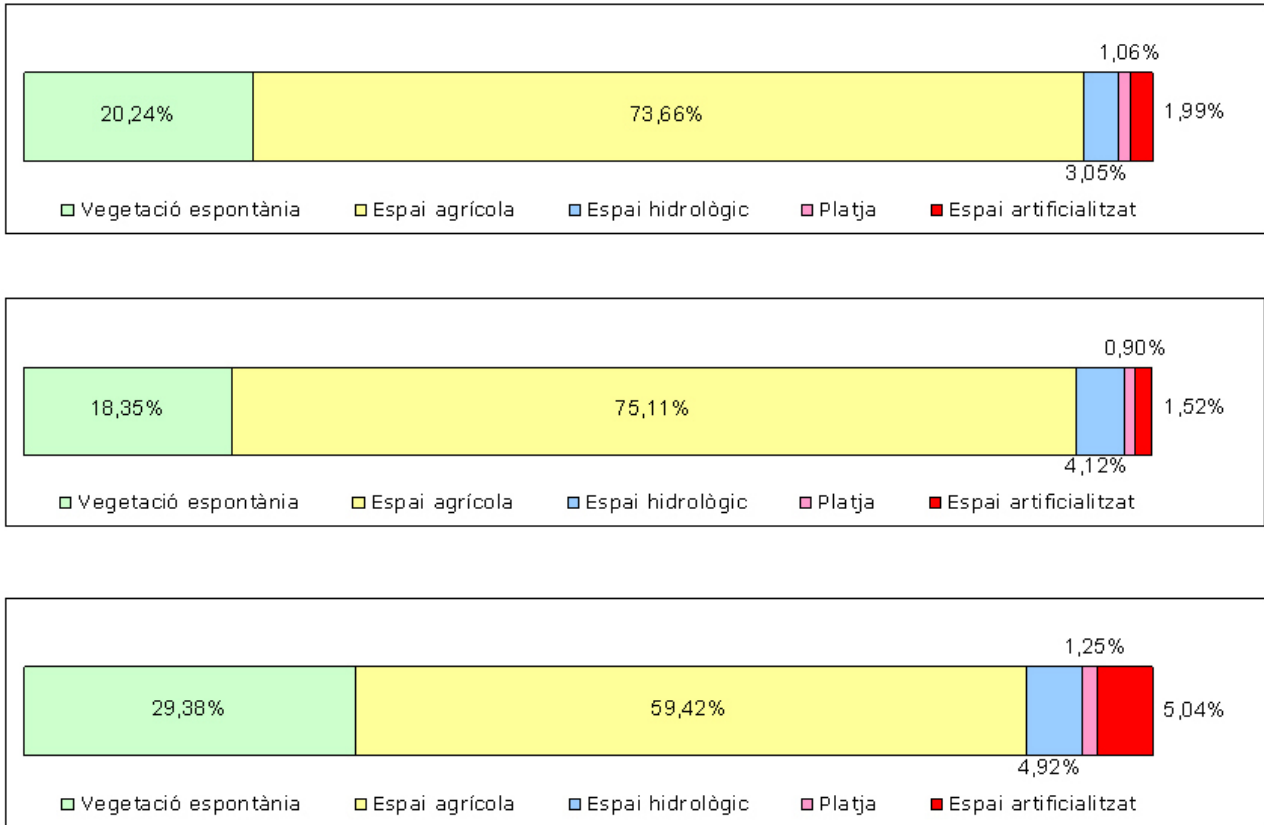 1,06%
20,24% 73,66% 1,99%
3,05%
Vegetació espontània Espai agrícola Espai hidrològic Platja Espai artificialitzat
0,90%
18,35% 75,11% 1,52%
4,12%
Vegetació espontània Espai agrícola Espai hidrològic Platja Espai artificialitzat
1,25%
29,38% 59,42% 5,04%
4,92%
Vegetació espontània Espai agrícola Espai hidrològic Platja Espai artificialitzat